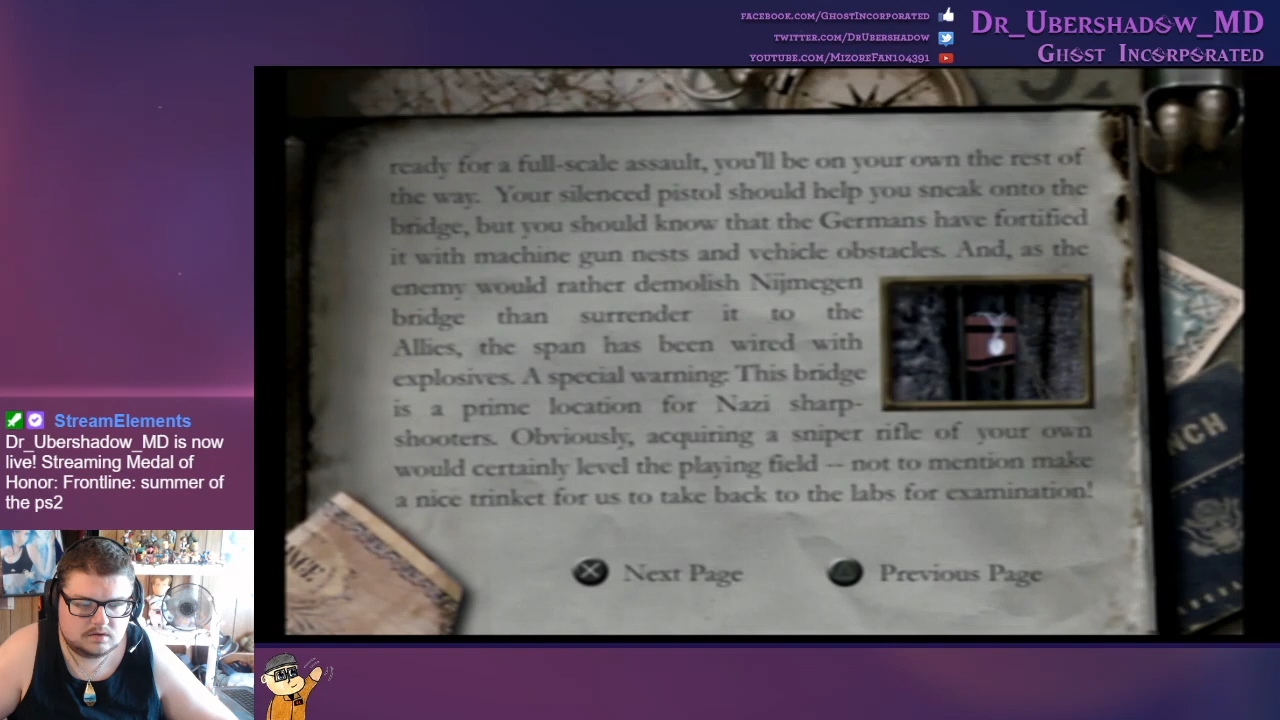 facebook.com/GhostIncorporated
twitter.com/DrUbershadow
youtube.com/MizoreFan104391
Dr_Ubershadow_MD
Ghost Incorporated
ready for a full-scale assault, you'll be on your own the rest of
the way. Your silenced pistol should help you sneak onto the
bridge, but you should know that the Germans have fortified
it with machine gun nests and vehicle obstacles. And, as the
enemy would rather demolish Nijmegen
bridge than surrender it to the
Allies, the span has been wired with
explosives. A special warning: This bridge
is a prime location for Nazi sharp-
shooters. Obviously, acquiring a sniper rifle of your own
would certainly level the playing field -- not to mention make
a nice trinket for us to take back to the labs for examination!
Next Page
Previous Page
StreamElements
Dr_Ubershadow_MD is now
live! Streaming Medal of
Honor: Frontline: summer of
the ps2